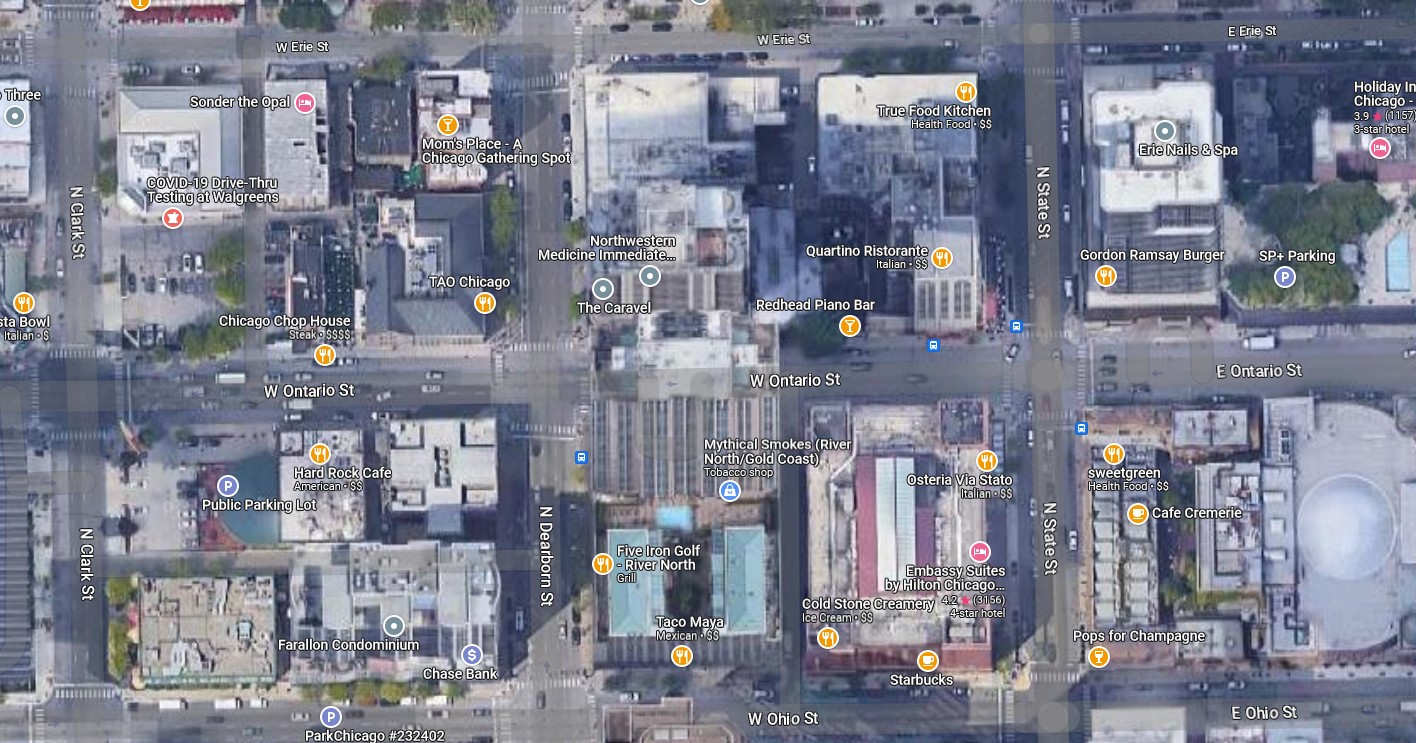 W Erie St
W Erie St
E Erie St
Three
Sonder the Opal
True Food Kitchen
Health Food · $$
Holiday In
Chicago -
3.9 ★ (1157)
3-star hotel
Mom's Place - A
Chicago Gathering Spot
Erie Nails & Spa
COVID-19 Drive-Thru
Testing at Walgreens
N Clark St
N State St
Northwestern
Medicine Immediate...
Quartino Ristorante
Italian · $$
Gordon Ramsay Burger
SP+ Parking
P
TAO Chicago
The Caravel
Redhead Piano Bar
sta Bowl
Italian · $
Chicago Chop House
Steak · $$$$
W Ontario St
W Ontario St
E Ontario St
Hard Rock Cafe
American · $$
Mythical Smokes (River
North/Gold Coast)
Tobacco shop
Osteria Via Stato
Italian · $$
sweetgreen
Health Food · $$
P
Public Parking Lot
Cafe Cremerie
N Clark St
N Dearborn St
N State St
Five Iron Golf
- River North
Grill
Embassy Suites
by Hilton Chicago...
4.2 ★ (3156)
4-star hotel
Cold Stone Creamery
Ice Cream · $$
Taco Maya
Mexican · $$
Farallon Condominium
$
Chase Bank
Pops for Champagne
Starbucks
P
ParkChicago #232402
W Ohio St
E Ohio St